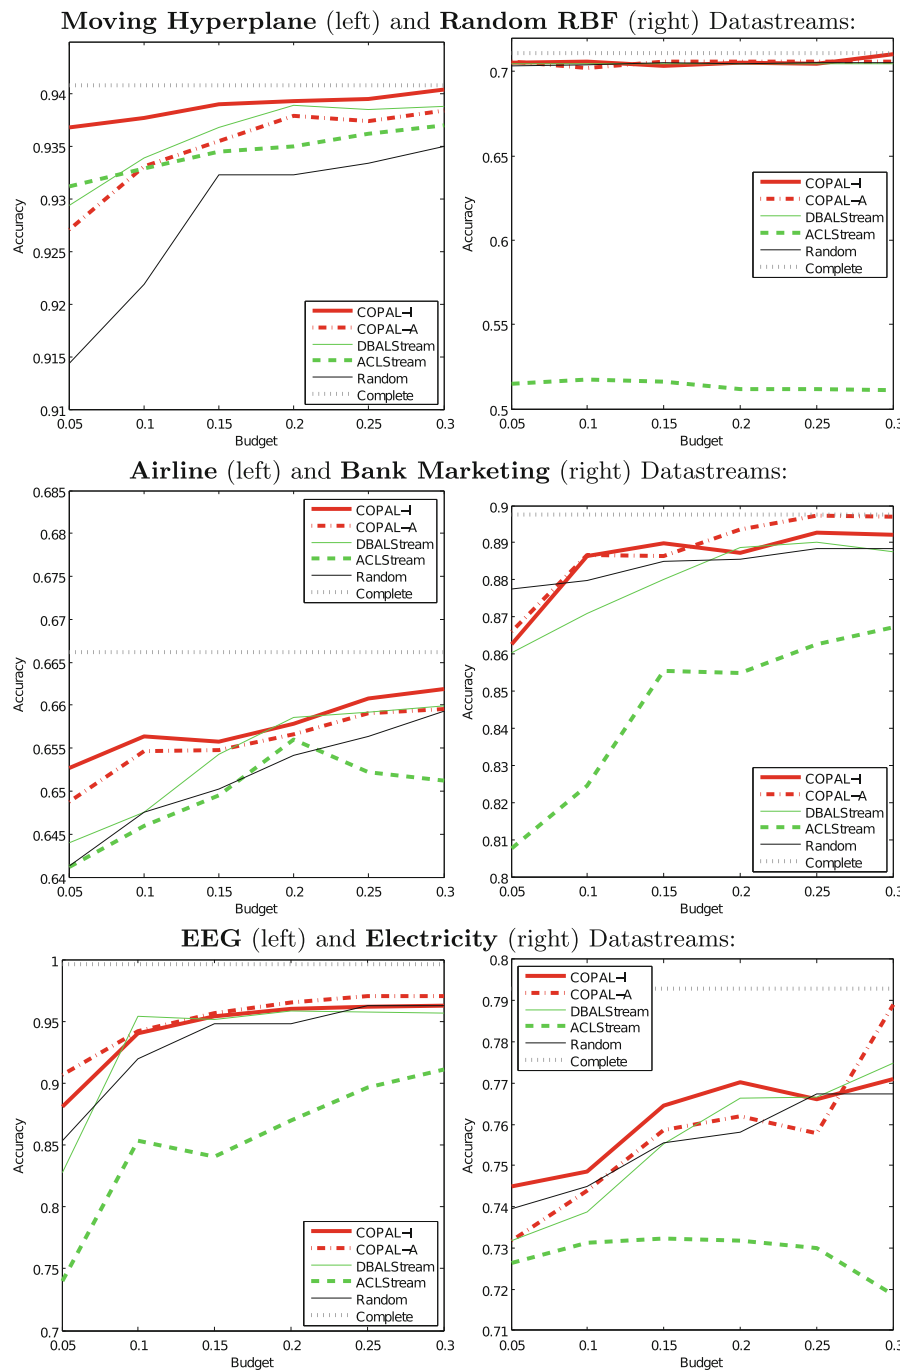 Moving Hyperplane (left) and Random RBF (right) Datastreams:
0.94
0.935
0.93
0.925
0.92
0.915
0.91
Accuracy
0.05 0.1 0.15 0.2 0.25 0.3
Budget
COPAL-I
COPAL-A
DBALStream
ACLStream
Random
Complete
0.7
0.65
0.6
0.55
0.5
Accuracy
0.05 0.1 0.15 0.2 0.25 0.3
Budget
COPAL-I
COPAL-A
DBALStream
ACLStream
Random
Complete
Airline (left) and Bank Marketing (right) Datastreams:
0.685
0.68
0.675
0.67
0.665
0.66
0.655
0.65
0.645
0.64
Accuracy
0.05 0.1 0.15 0.2 0.25 0.3
Budget
COPAL-I
COPAL-A
DBALStream
ACLStream
Random
Complete
0.9
0.89
0.88
0.87
0.86
0.85
0.84
0.83
0.82
0.81
0.8
Accuracy
0.05 0.1 0.15 0.2 0.25 0.3
Budget
COPAL-I
COPAL-A
DBALStream
ACLStream
Random
Complete
EEG (left) and Electricity (right) Datastreams:
1
0.95
0.9
0.85
0.8
0.75
0.7
Accuracy
0.05 0.1 0.15 0.2 0.25 0.3
Budget
COPAL-I
COPAL-A
DBALStream
ACLStream
Random
Complete
0.8
0.79
0.78
0.77
0.76
0.75
0.74
0.73
0.72
0.71
Accuracy
0.05 0.1 0.15 0.2 0.25 0.3
Budget
COPAL-I
COPAL-A
DBALStream
ACLStream
Random
Complete